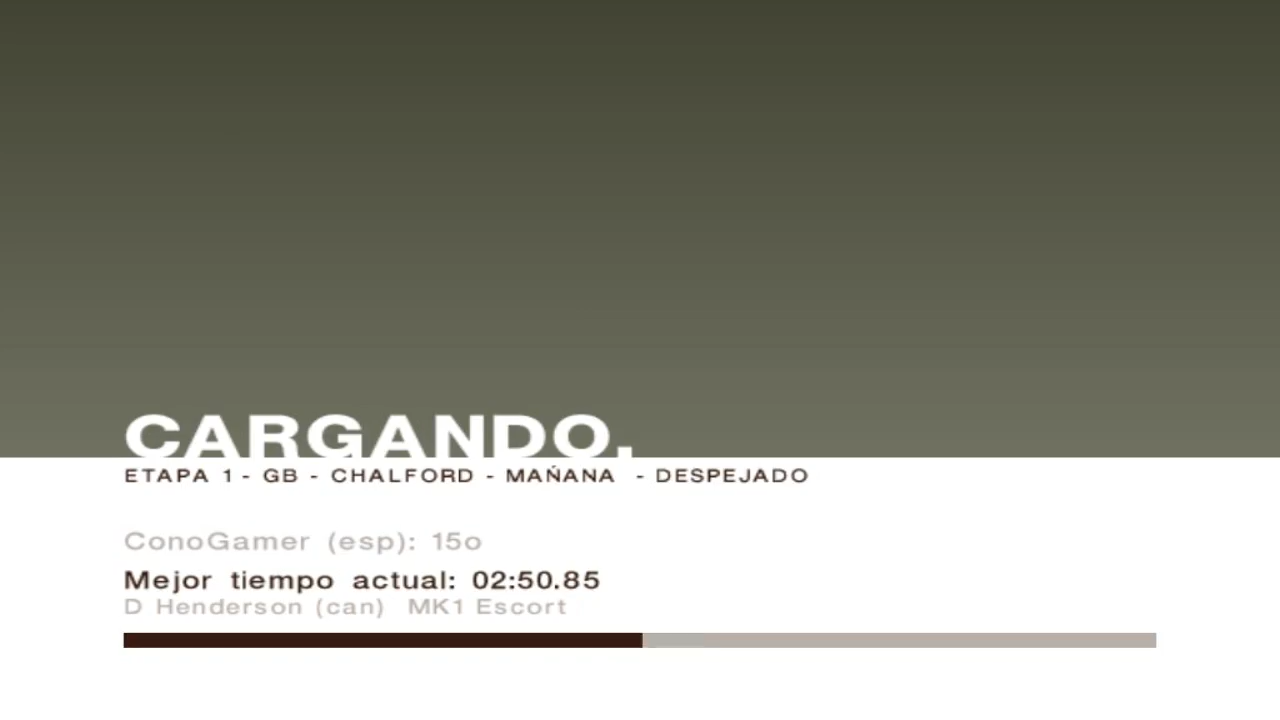 CARGANDO.
ETAPA 1 - GB - CHALFORD - MAÑANA - DESPEJADO
ConoGamer (esp): 15o
Mejor tiempo actual: 02:50.85
D Henderson (can) MK1 Escort